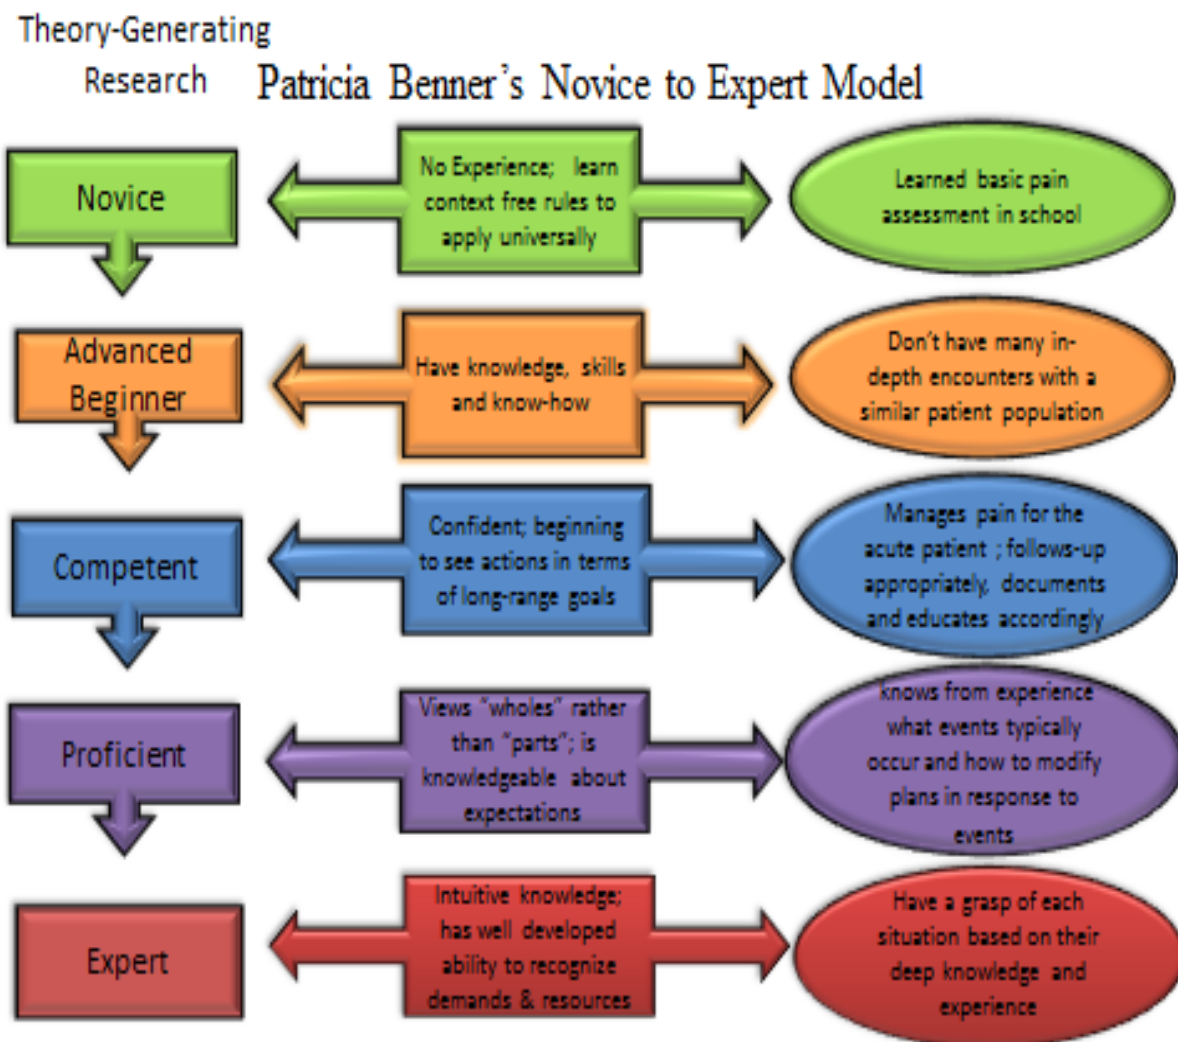 Theory-Generating
Research
Patricia Benner's Novice to Expert Model
Novice
No Experience; learn
context free rules to
apply universally
Learned basic pain
assessment in school
Advanced
Beginner
Have knowledge, skills
and know-how
Don't have many in-
depth encounters with a
similar patient population
Competent
Confident; beginning
to see actions in terms
of long-range goals
Manages pain for the
acute patient ; follows-up
appropriately, documents
and educates accordingly
Proficient
Views "wholes" rather
than "parts"; is
knowledgeable about
expectations
knows from experience
what events typically
occur and how to modify
plans in response to
events
Expert
Intuitive knowledge;
has well developed
ability to recognize
demands & resources
Have a grasp of each
situation based on their
deep knowledge and
experience